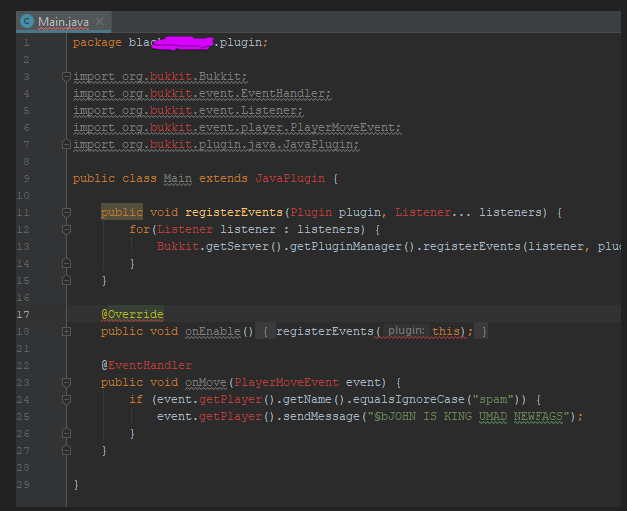 Main.java
1 package blac .plugin;
2
3 import org.bukkit.Bukkit;
4 import org.bukkit.event.EventHandler;
5 import org.bukkit.event.Listener;
6 import org.bukkit.event.player.PlayerMoveEvent;
7 import org.bukkit.plugin.java.JavaPlugin;
8
9 public class Main extends JavaPlugin {
10
11 public void registerEvents(Plugin plugin, Listener... listeners) {
12 for(Listener listener : listeners) {
13 Bukkit.getServer().getPluginManager().registerEvents(listener, plu
14 }
15 }
16
17 @Override
18 public void onEnable() { registerEvents( plugin: this); }
21
22 @EventHandler
23 public void onMove(PlayerMoveEvent event) {
24 if (event.getPlayer().getName().equalsIgnoreCase("spam")) {
25 event.getPlayer().sendMessage("§bJOHN IS KING UMAD NEWFAGS");
26 }
27 }
28
29 }